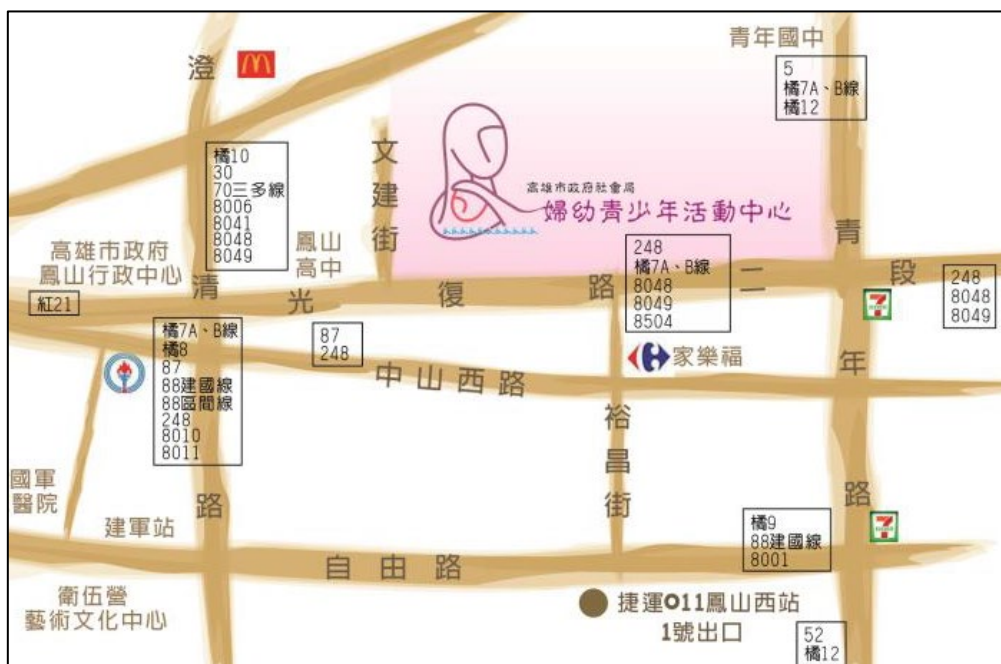 青年國中
澄
5
橘7A、B線
橘12
文建街
橘10
30
70三多線
8006
8041
8048
8049
高雄市政府社會局
婦幼青少年活動中心
高雄市政府
鳳山行政中心
鳳山
高中
青
248
橘7A、B線
8048
8049
8504
248
8048
8049
清
光復路二段
紅21
7
ELEVEN
橘7A、B線
橘8
87
88建國線
88區間線
248
8010
8011
87
248
家樂福
中山西路
年
裕昌街
國軍
醫院
路
路
建軍站
橘9
88建國線
8001
7
ELEVEN
自由路
衛伍營
藝術文化中心
捷運O11鳳山西站
1號出口
52
橘12